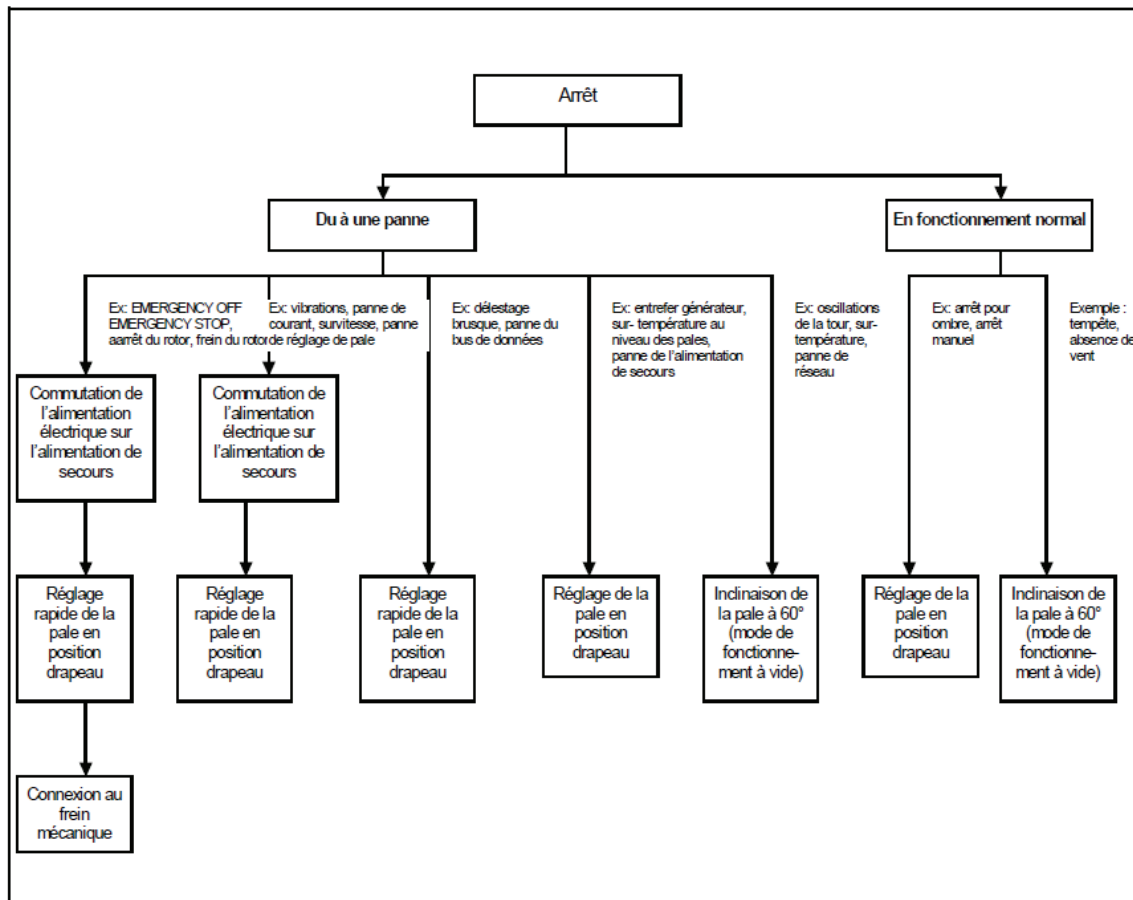 Arrêt
Du à une panne
En fonctionnement normal
Ex: EMERGENCY OFF
EMERGENCY STOP,
aarrêt du rotor, frein du rotor
Ex: vibrations, panne de
courant, survitesse, panne
de réglage de pale
Ex: délestage
brusque, panne du
bus de données
Ex: entrefer générateur,
sur- température au
niveau des pales,
panne de l'alimentation
de secours
Ex: oscillations
de la tour, sur-
température,
panne de
réseau
Ex: arrêt pour
ombre, arrêt
manuel
Exemple :
tempête,
absence de
vent
Commutation de
l'alimentation
électrique sur
l'alimentation de
secours
Commutation de
l'alimentation
électrique sur
l'alimentation de
secours
Réglage
rapide de la
pale en
position
drapeau
Réglage
rapide de la
pale en
position
drapeau
Réglage
rapide de la
pale en
position
drapeau
Réglage de la
pale en
position
drapeau
Inclinaison de
la pale à 60°
(mode de
fonctionne-
ment à vide)
Réglage de la
pale en
position
drapeau
Inclinaison de
la pale à 60°
(mode de
fonctionne-
ment à vide)
Connexion au
frein
mécanique